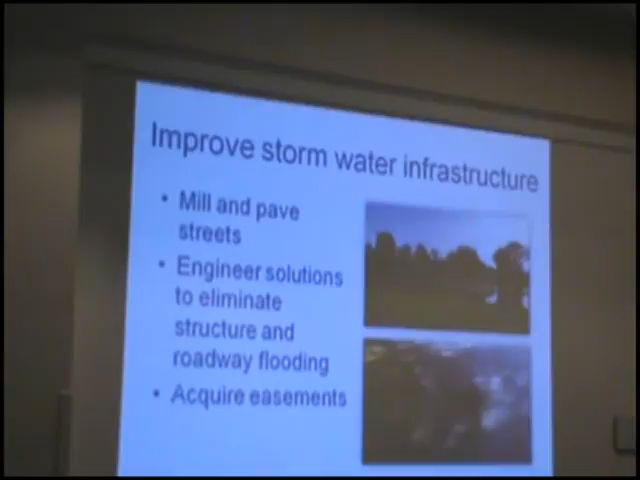 Improve storm water infrastructure
• Mill and pave
streets
• Engineer solutions
to eliminate
structure and
roadway flooding
• Acquire easements